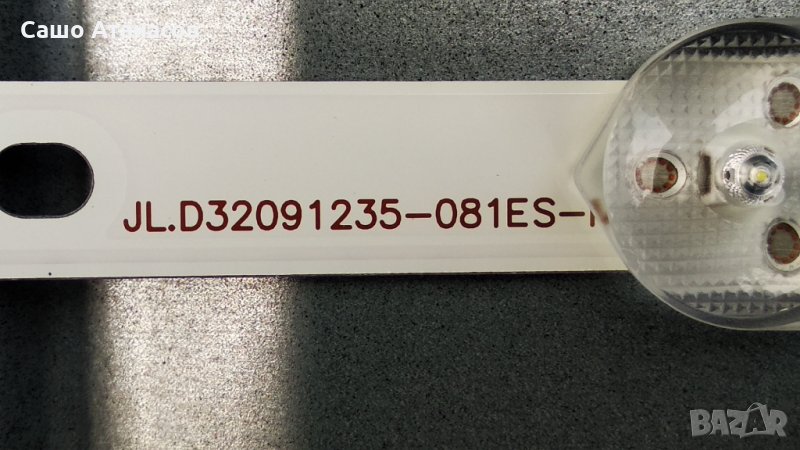 Сашо Атанасов
JL.D32091235-081ES-
BAZAR